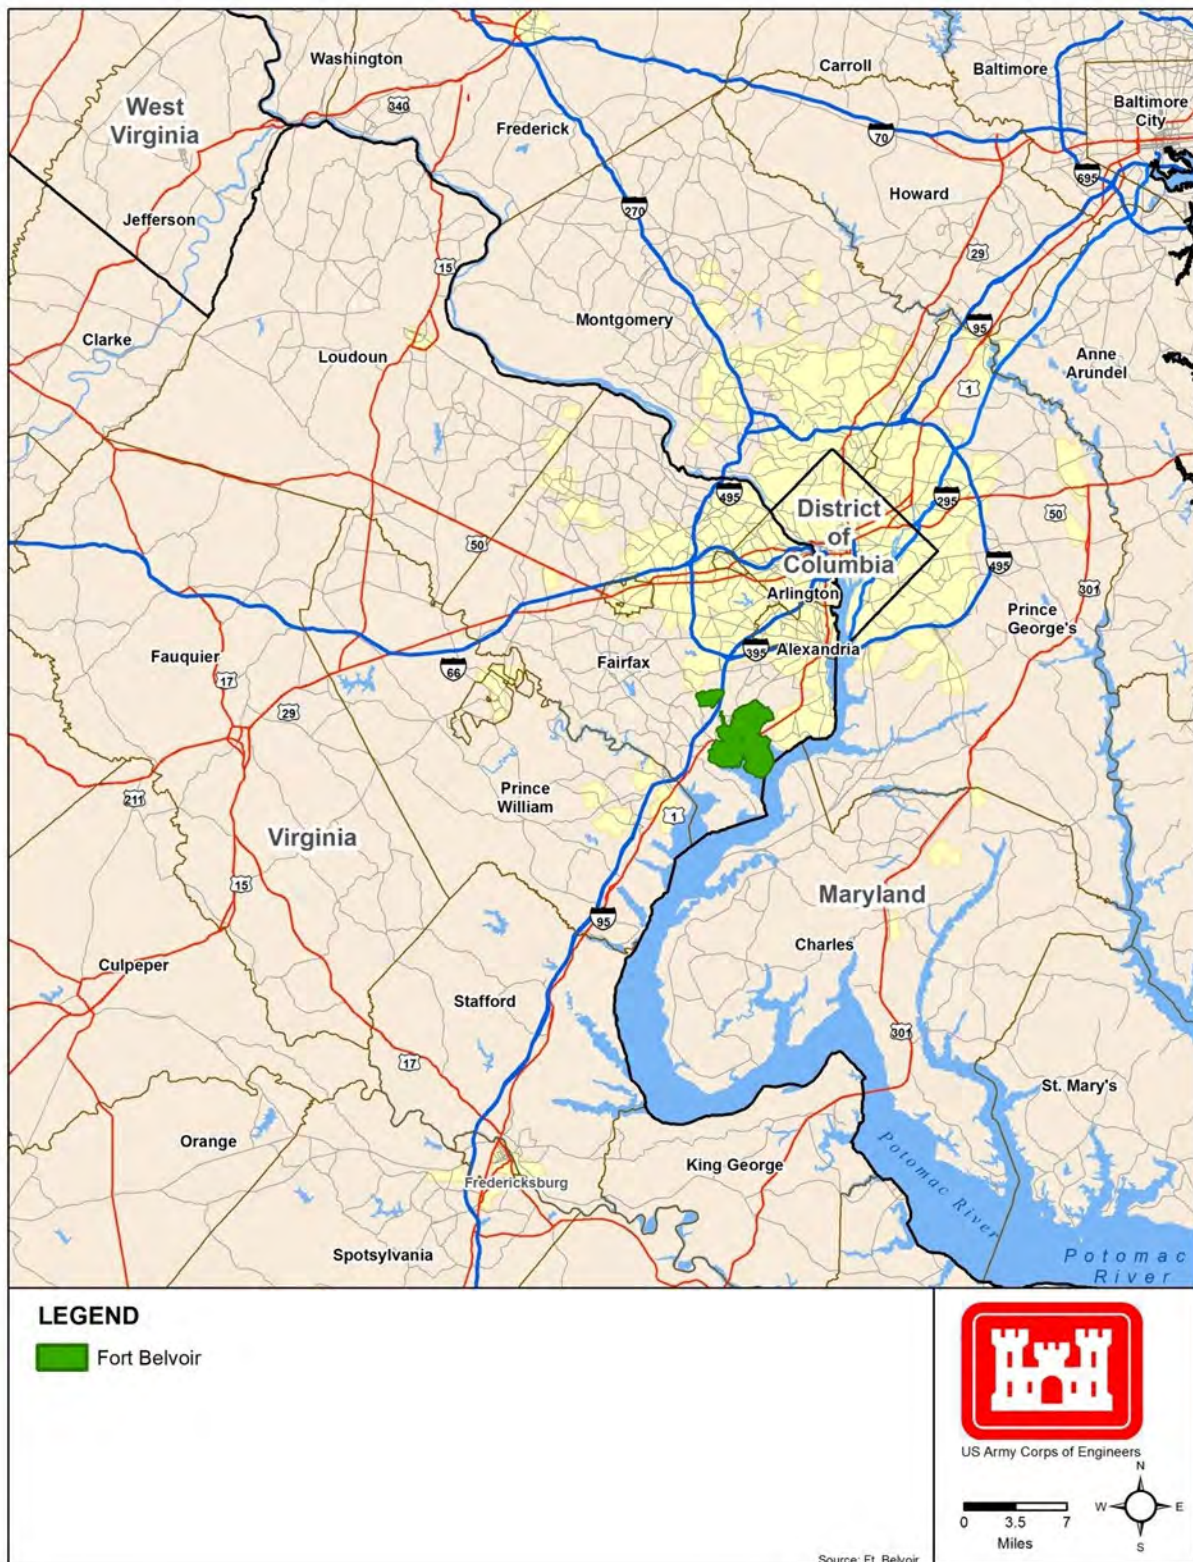 Washington
Carroll
Baltimore
West
Virginia
340
Frederick
Baltimore
City
70
695
Howard
Jefferson
270
29
15
Montgomery
95
Clarke
Loudoun
Anne
Arundel
1
495
295
District
of
Columbia
50
50
495
Arlington
301
Prince
George's
Fauquier
Fairfax
395
Alexandria
66
17
29
Prince
William
211
1
Virginia
15
Maryland
95
Charles
Culpeper
Stafford
301
17
St. Mary's
Orange
King George
Potomac River
Fredericksburg
Spotsylvania
Potomac
River
LEGEND
Fort Belvoir
US Army Corps of Engineers
N
W
E
S
0
3.5
7
Miles
Source: Ft. Belvoir